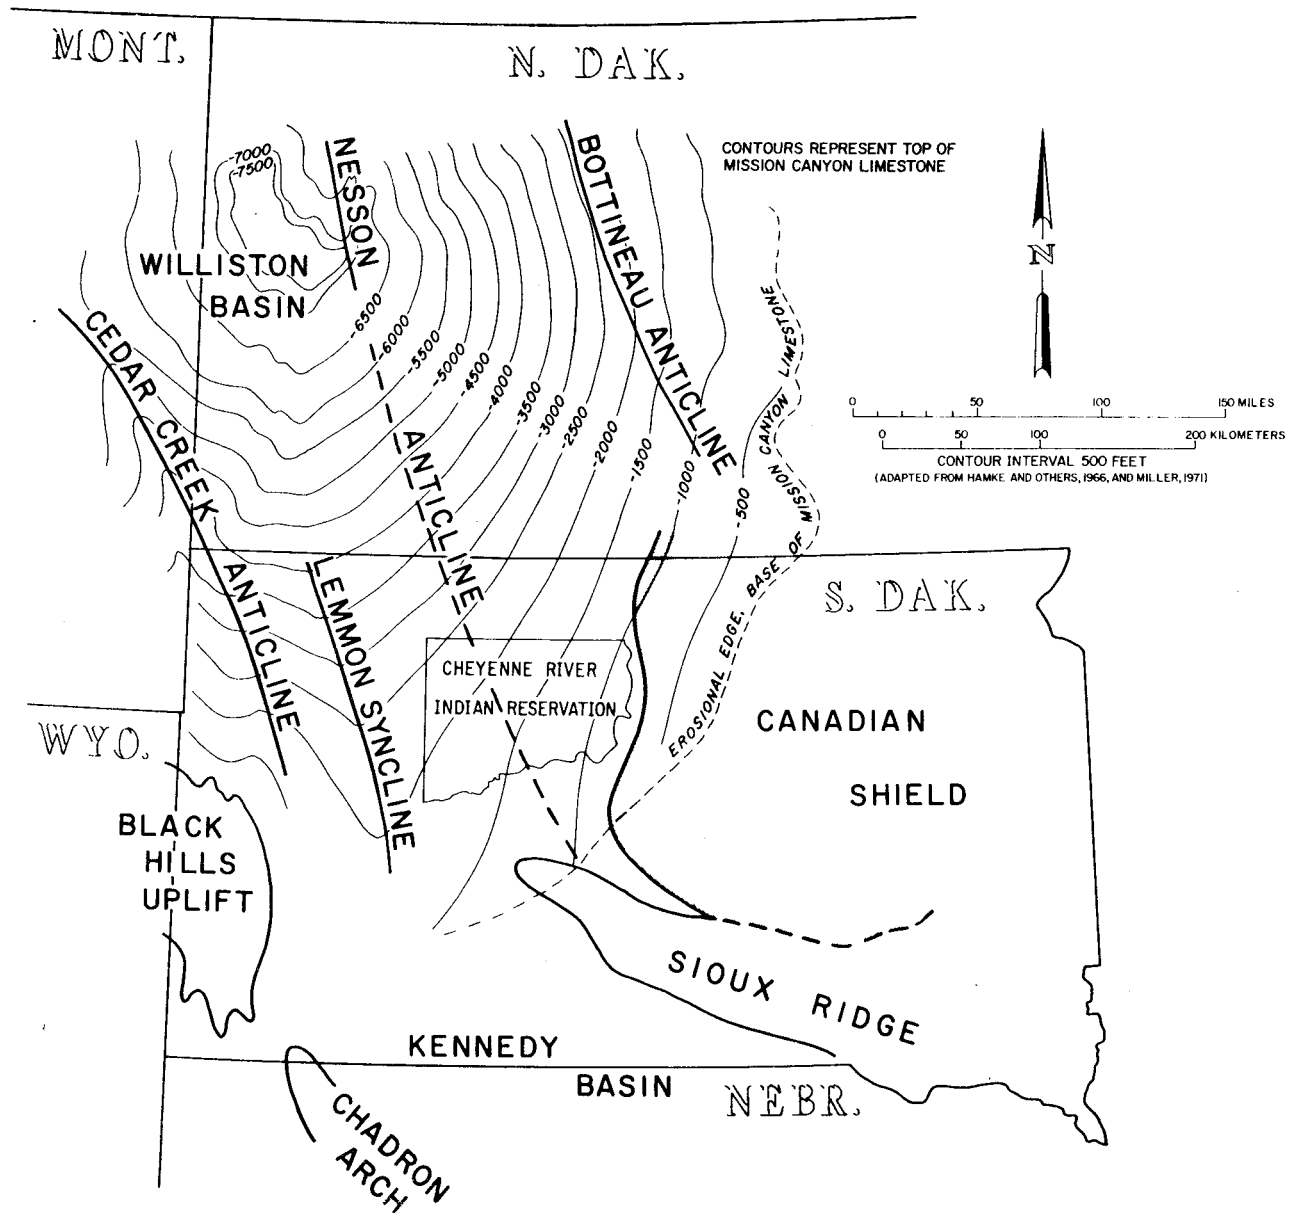 MONT.
N. DAK.
CONTOURS REPRESENT TOP OF
MISSION CANYON LIMESTONE
NESSON
ANTICLINE
BOTTINEAU ANTICLINE
-7000
-7500
N
WILLISTON
BASIN
CEDAR CREEK ANTICLINE
-6500
-6000
-5500
-5000
-4500
-4000
-3500
-3000
-2500
-2000
-1500
-1000
-500
EROSIONAL EDGE, BASE OF MISSION CANYON LIMESTONE
0 50 100 150 MILES
0 50 100 200 KILOMETERS
CONTOUR INTERVAL 500 FEET
(ADAPTED FROM HAMKE AND OTHERS, 1966, AND MILLER, 1971)
LEMMON SYNCLINE
S. DAK.
CHEYENNE RIVER
INDIAN RESERVATION
WYO.
CANADIAN
SHIELD
BLACK
HILLS
UPLIFT
SIOUX RIDGE
KENNEDY
BASIN
NEBR.
CHADRON
ARCH